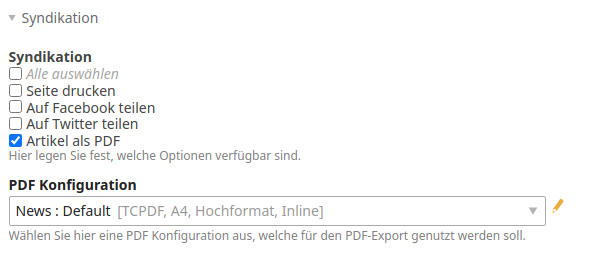 Syndikation
Syndikation
Alle auswählen
Seite drucken
Auf Facebook teilen
Auf Twitter teilen
Artikel als PDF
Hier legen Sie fest, welche Optionen verfügbar sind.
PDF Konfiguration
News : Default [TCPDF, A4, Hochformat, Inline]
Wählen Sie hier eine PDF Konfiguration aus, welche für den PDF-Export genutzt werden soll.